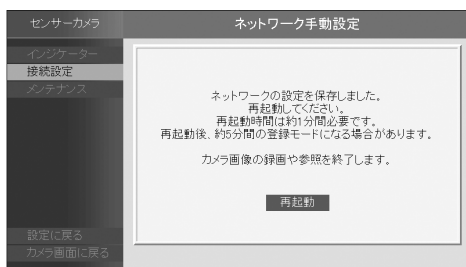 センサーカメラ
ネットワーク手動設定
インジケーター
接続設定
メンテナンス
ネットワークの設定を保存しました。
再起動してください。
再起動時間は約1分間必要です。
再起動後、約5分間の登録モードになる場合があります。
カメラ画像の録画や参照を終了します。
再起動
設定に戻る
カメラ画面に戻る